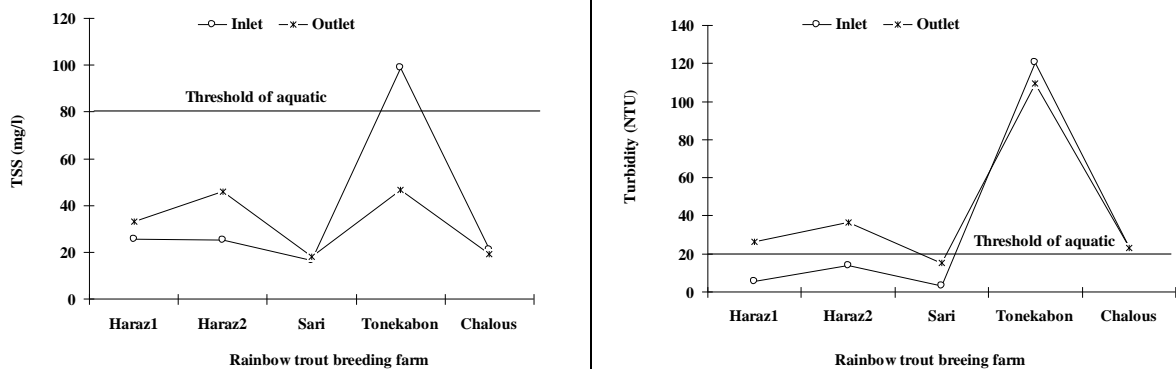 120
100
80
60
40
20
0
TSS (mg/l)
Inlet Outlet
Threshold of aquatic
Haraz1 Haraz2 Sari Tonekabon Chalous
Rainbow trout breeding farm
140
120
100
80
60
40
20
0
Turbidity (NTU)
Inlet Outlet
Threshold of aquatic
Haraz1 Haraz2 Sari Tonekabon Chalous
Rainbow trout breeing farm